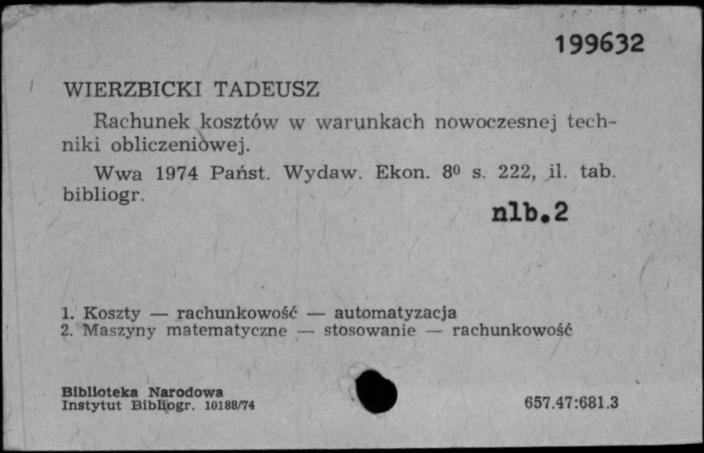 199632
WIERZBICKI TADEUSZ
Rachunek kosztów w warunkach nowoczesnej tech-
niki obliczeniowej.
Wwa 1974 Państ. Wydaw. Ekon. 8⁰ s. 222, il. tab.
bibliogr.
nlb.2
1. Koszty — rachunkowość — automatyzacja
2. Maszyny matematyczne — stosowanie — rachunkowość
Biblioteka Narodowa
Instytut Bibliogr. 10188/74
657.47:681.3